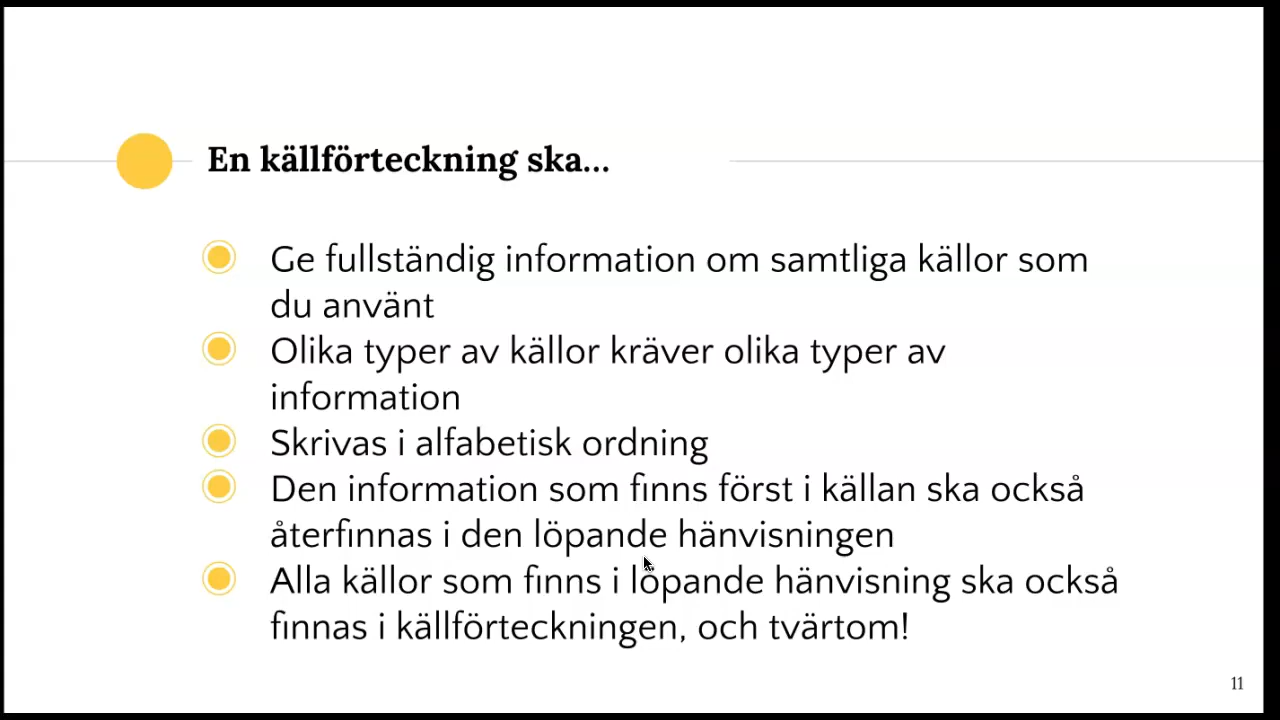 En källförteckning ska...
Ge fullständig information om samtliga källor som
du använt
Olika typer av källor kräver olika typer av
information
Skrivas i alfabetisk ordning
Den information som finns först i källan ska också
återfinnas i den löpande hänvisningen
Alla källor som finns i löpande hänvisning ska också
finnas i källförteckningen, och tvärtom!
11